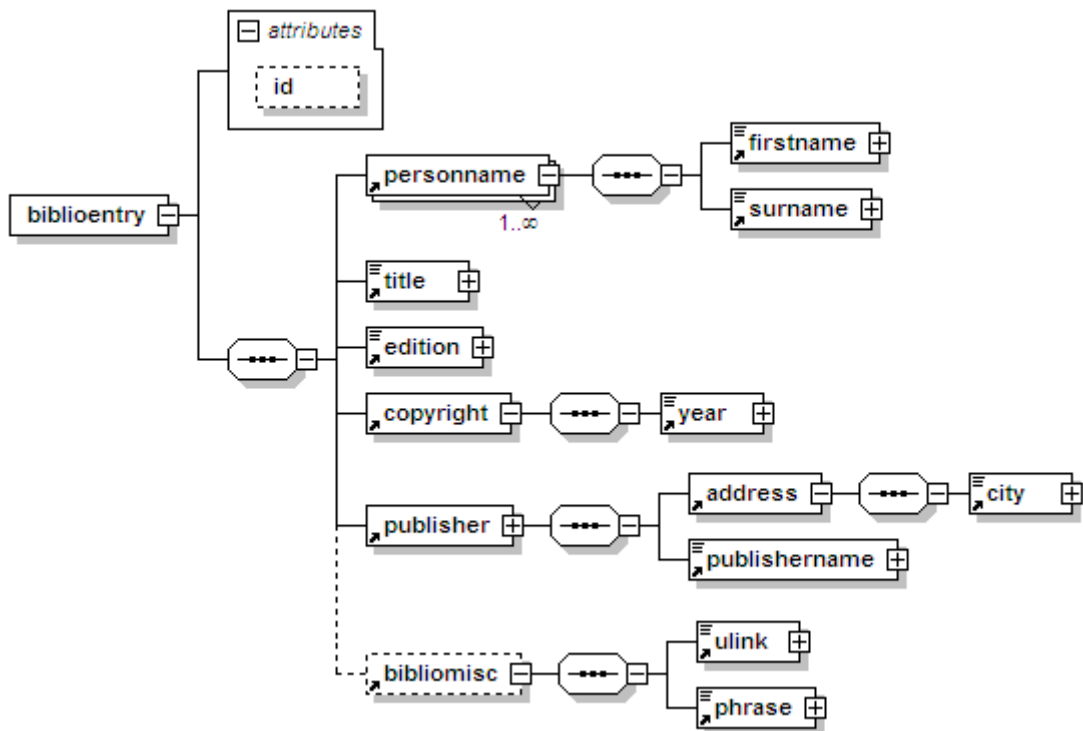 attributes
id
biblioentry
personname
1..∞
firstname
surname
title
edition
copyright
year
publisher
address
city
publishername
bibliomisc
ulink
phrase